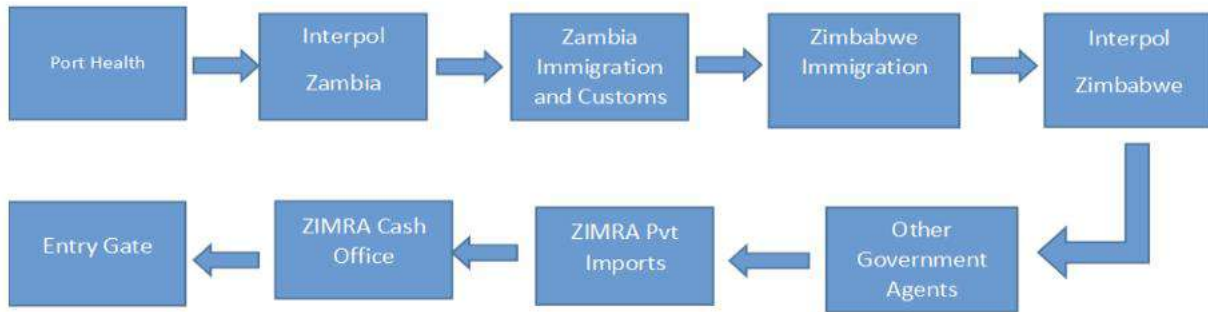 Port Health
Interpol
Zambia
Zambia
Immigration
and Customs
Zimbabwe
Immigration
Interpol
Zimbabwe
Other
Government
Agents
ZIMRA Pvt
Imports
ZIMRA Cash
Office
Entry Gate